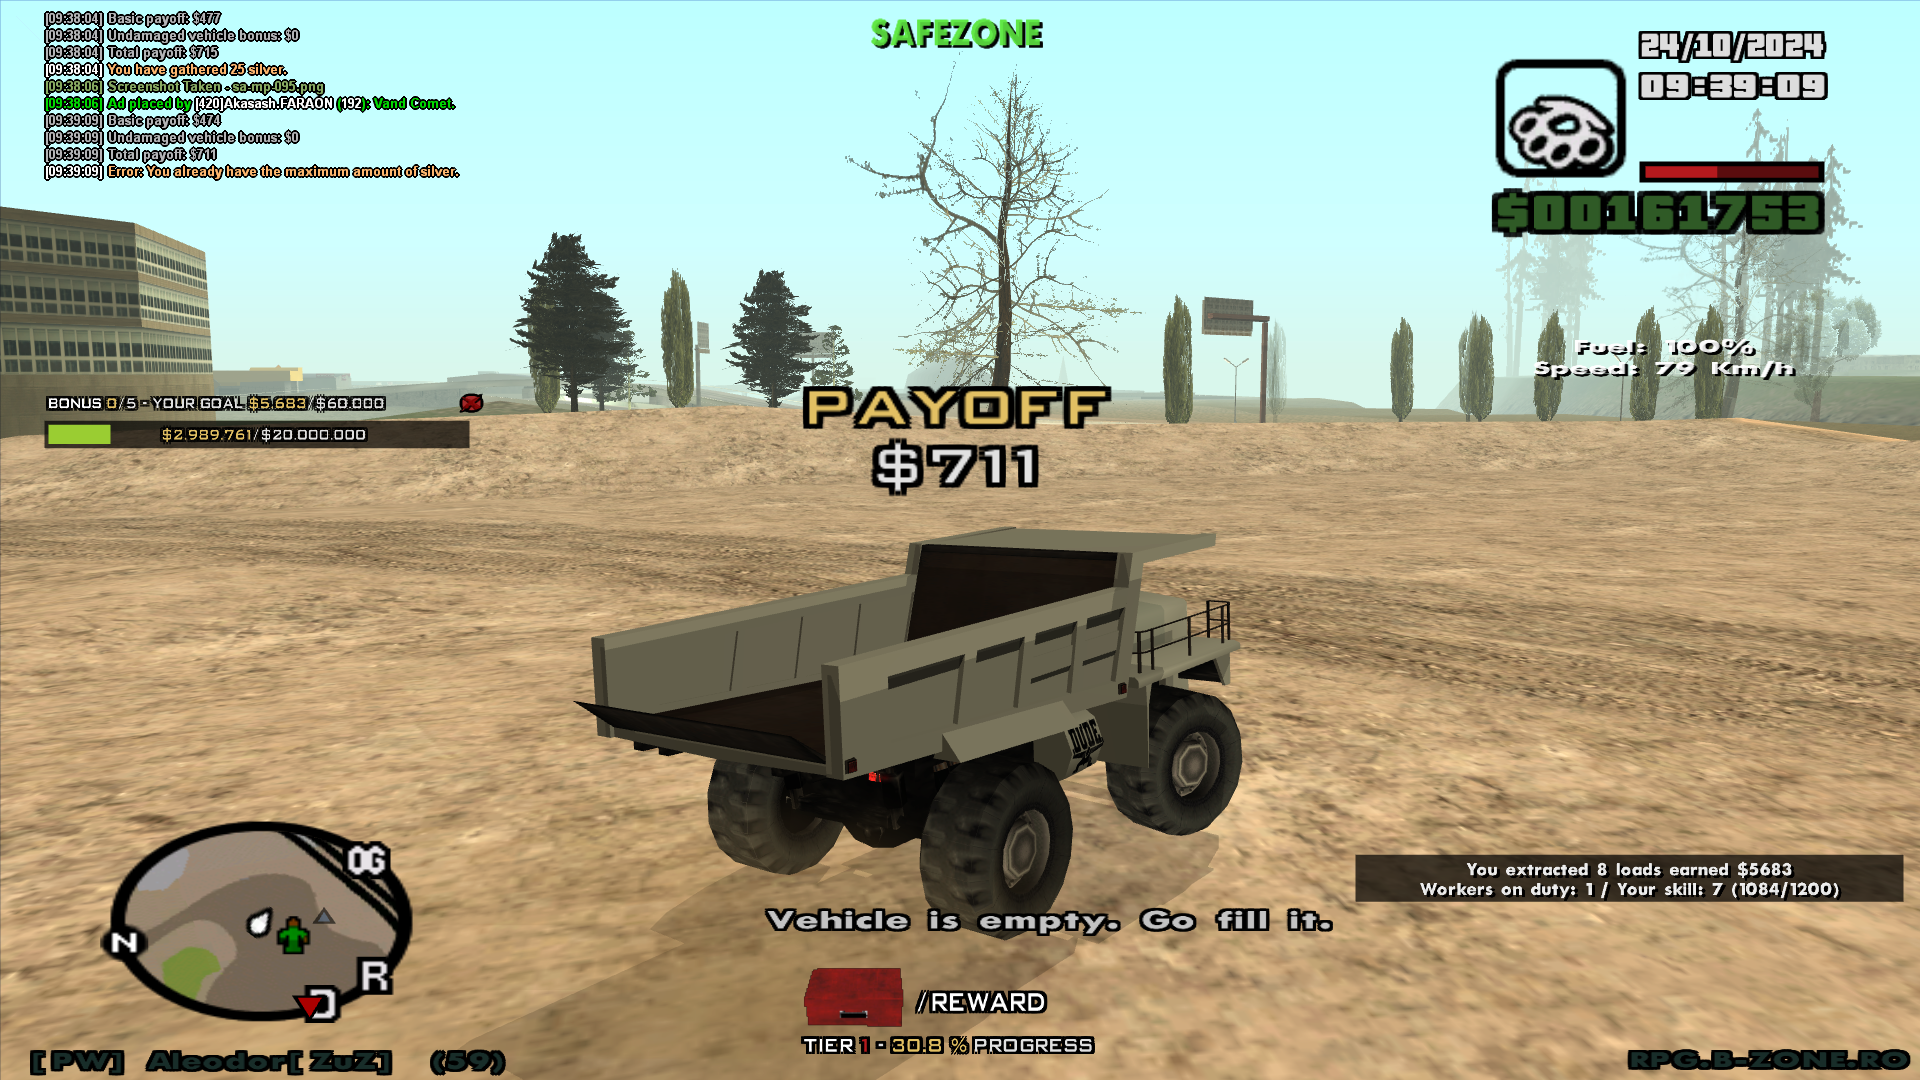 [09:38:04] Basic payoff: $477
[09:38:04] Undamaged vehicle bonus: $0
[09:38:04] Total payoff: $715
[09:38:04] You have gathered 25 silver.
[09:38:06] Screenshot Taken - sa-mp-095.png
[09:38:06] Ad placed by [420]Akasash.FARAON (192): Vand Comet.
[09:39:09] Basic payoff: $474
[09:39:09] Undamaged vehicle bonus: $0
[09:39:09] Total payoff: $711
[09:39:09] Error: You already have the maximum amount of silver.
SAFEZONE
24/10/2024
09:39:09
$00161753
Fuel: 100%
Speed: 79 Km/h
BONUS 0/5 - YOUR GOAL $5.683/$60.000
$2.989.761/$20.000.000
PAYOFF
$711
DUDE
You extracted 8 loads earned $5683
Workers on duty: 1 / Your skill: 7 (1084/1200)
Vehicle is empty. Go fill it.
OG
N
R
D
/REWARD
TIER 1 - 30.8 % PROGRESS
[PW] Aleodor[ZuZ] (59)
RPG.B-ZONE.RO